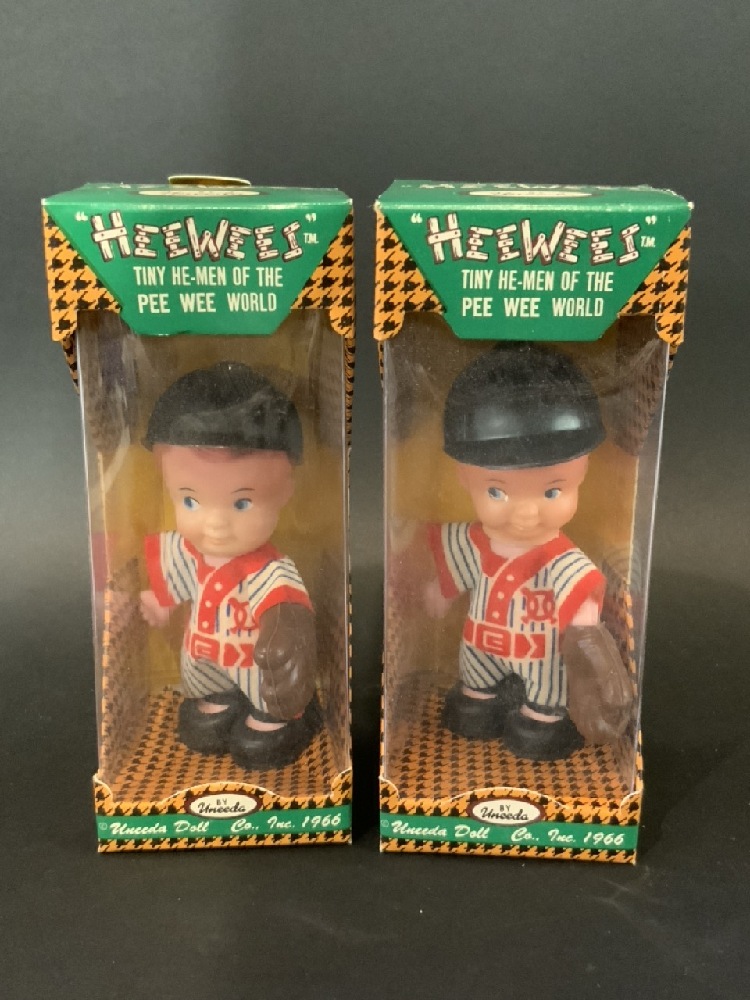 "HEEWEES"™
TINY HE-MEN OF THE
PEE WEE WORLD
BY
Uneeda
© Uneeda Doll Co., Inc. 1966
"HEEWEES"™
TINY HE-MEN OF THE
PEE WEE WORLD
BY
Uneeda
© Uneeda Doll Co., Inc. 1966